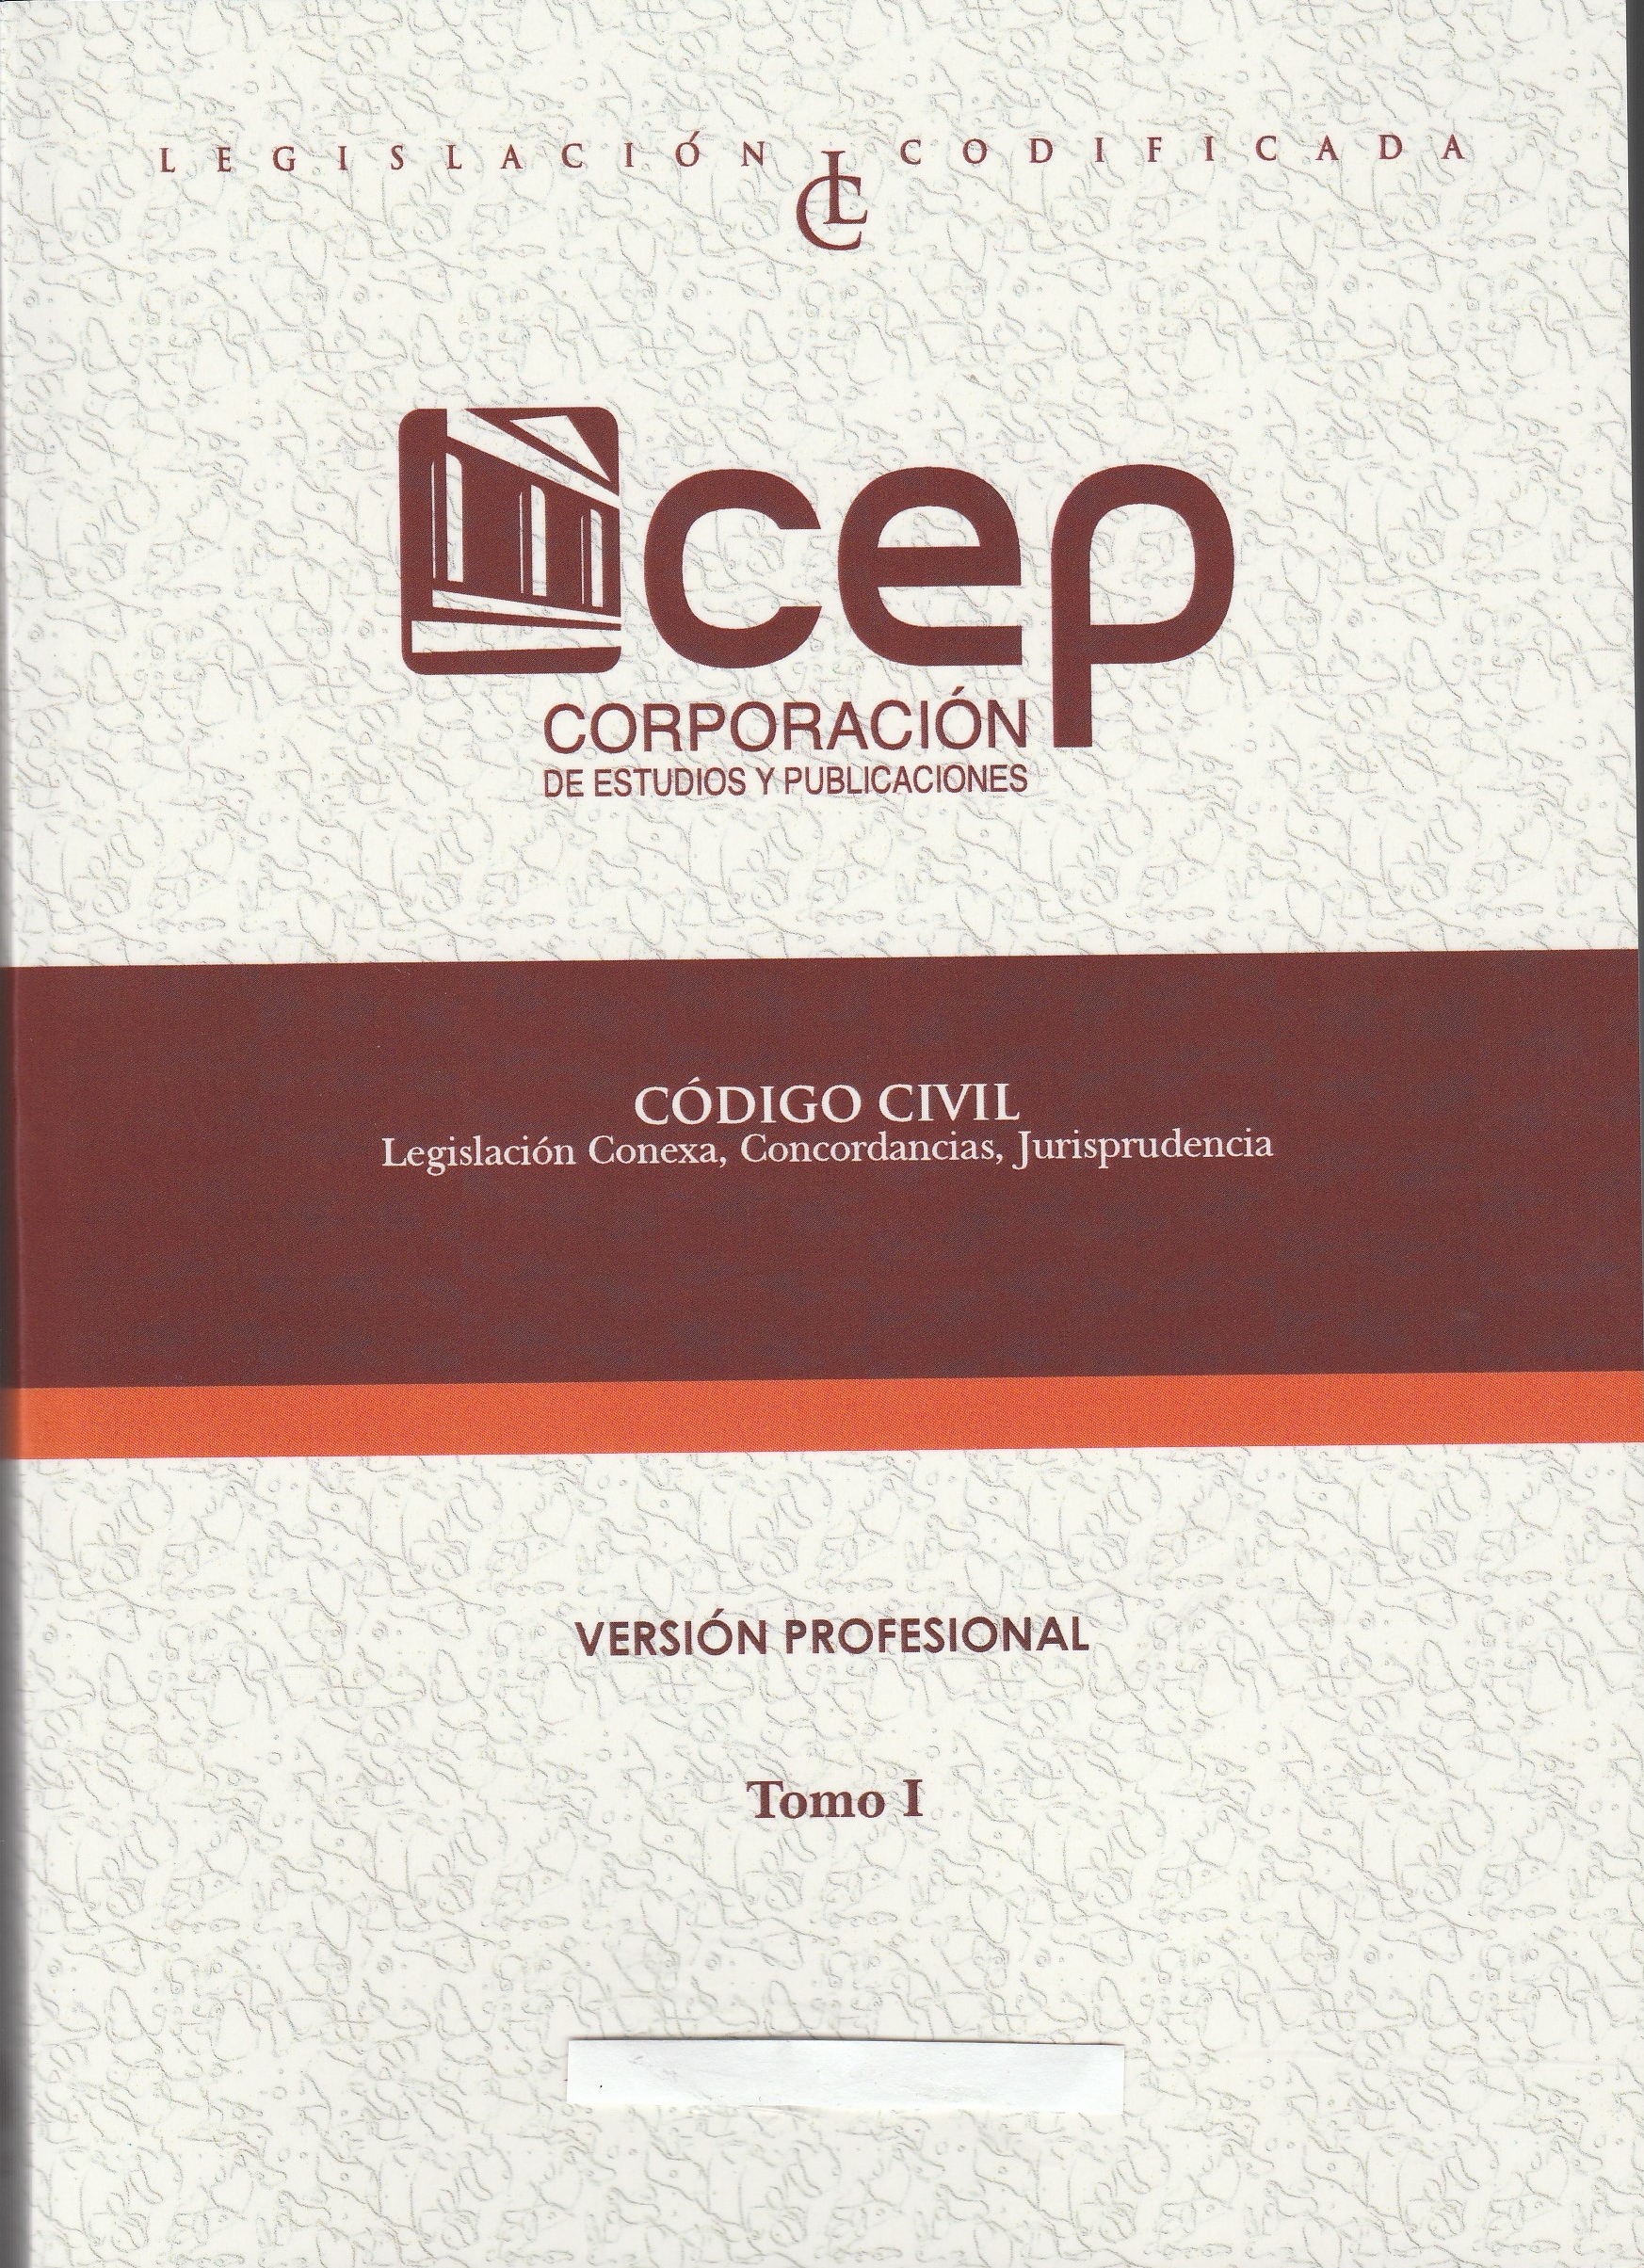 LEGISLACIÓN CODIFICADA
LC
cep
CORPORACIÓN
DE ESTUDIOS Y PUBLICACIONES
CÓDIGO CIVIL
Legislación Conexa, Concordancias, Jurisprudencia
VERSIÓN PROFESIONAL
Tomo I